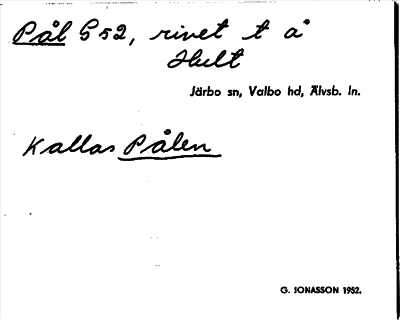 Pål G 52, rivet t å
Hult
Järbo sn, Valbo hd, Älvsb. ln.
Kallas Pålen
G. JONASSON 1952.